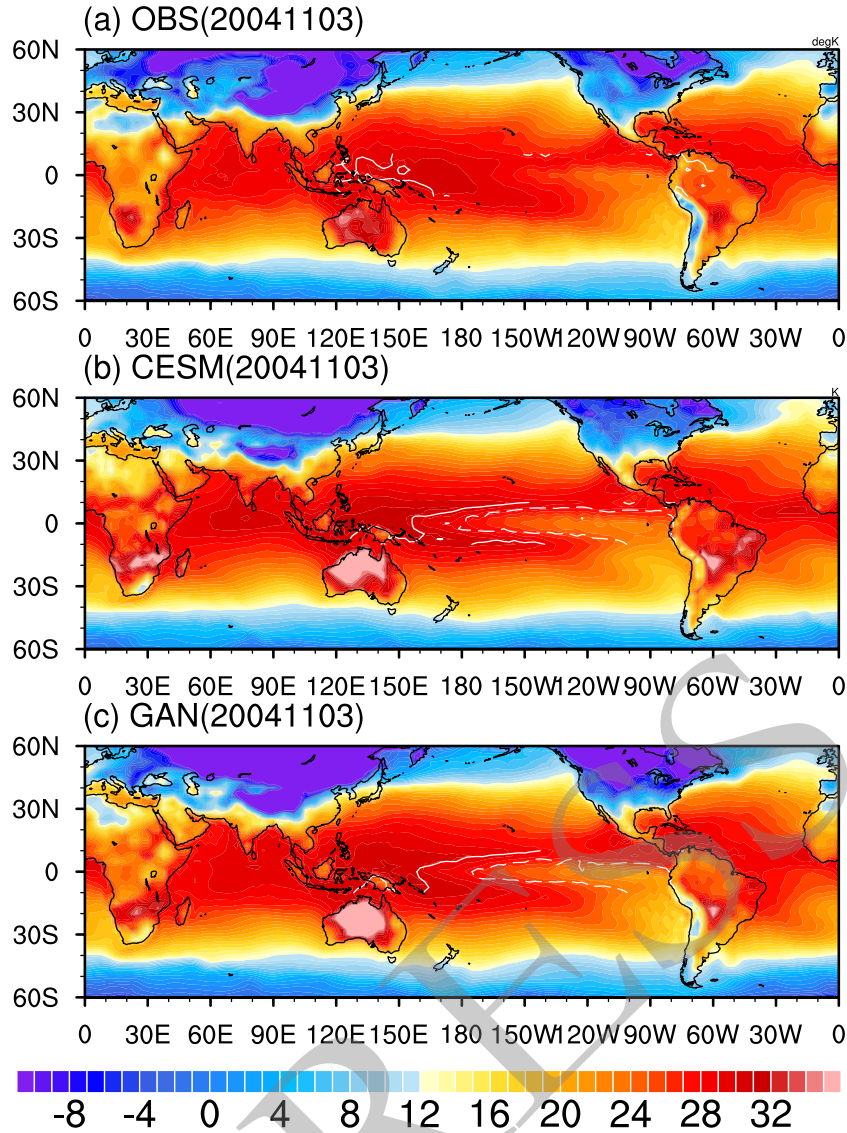 (a) OBS(20041103)
degK
60N
30N
0
30S
60S
0 30E 60E 90E 120E 150E 180 150W 120W 90W 60W 30W 0
(b) CESM(20041103)
K
60N
30N
0
30S
60S
0 30E 60E 90E 120E 150E 180 150W 120W 90W 60W 30W 0
(c) GAN(20041103)
60N
30N
0
30S
60S
0 30E 60E 90E 120E 150E 180 150W 120W 90W 60W 30W 0
-8 -4 0 4 8 12 16 20 24 28 32
RESS